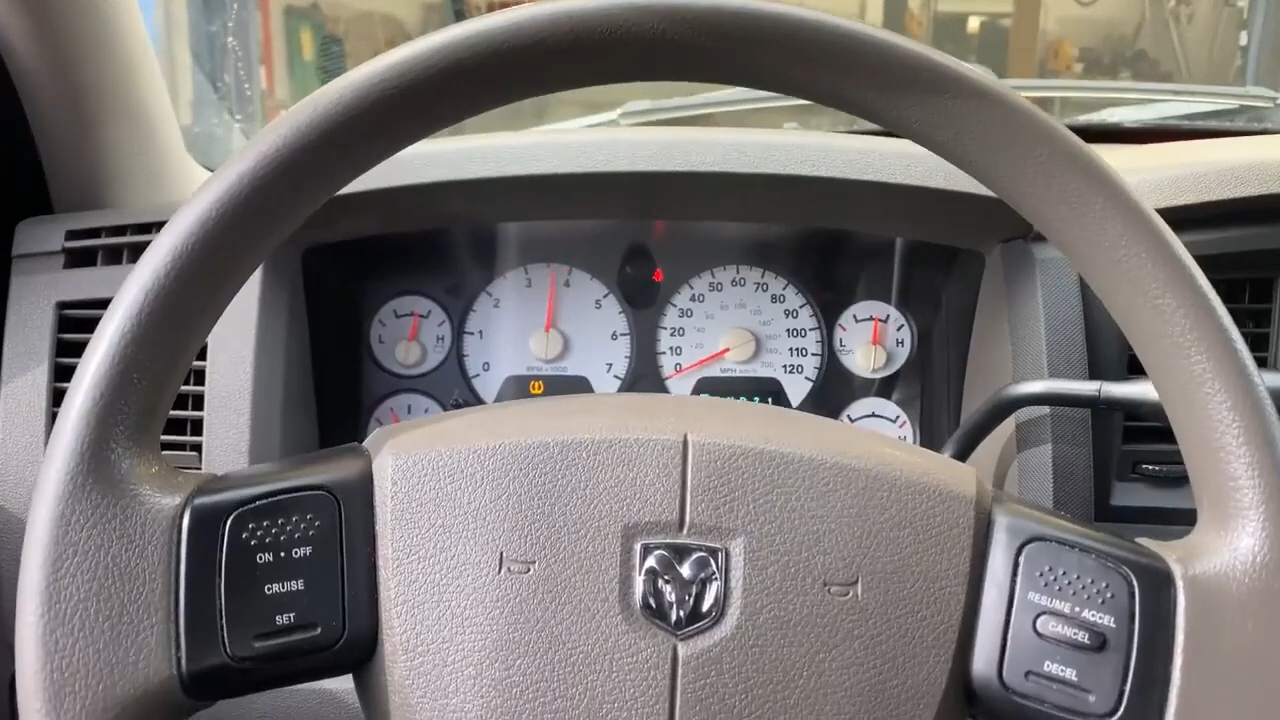 L H
0 1 2 3 4 5 6 7
RPM × 1000
0 10 20 30 40 50 60 70 80 90 100 110 120
MPH km/h
L H
H
ON • OFF
CRUISE
SET
RESUME • ACCEL
CANCEL
DECEL